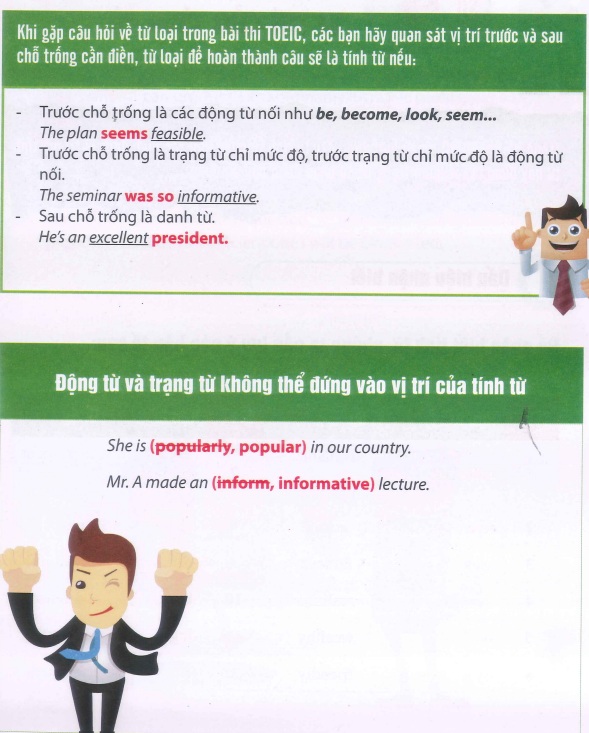 Khi gặp câu hỏi về từ loại trong bài thi TOEIC, các bạn hãy quan sát vị trí trước và sau
chỗ trống cần điền, từ loại để hoàn thành câu sẽ là tính từ nếu:
- Trước chỗ trống là các động từ nối như be, become, look, seem...
The plan seems feasible.
- Trước chỗ trống là trạng từ chỉ mức độ, trước trạng từ chỉ mức độ là động từ
nối.
The seminar was so informative.
- Sau chỗ trống là danh từ.
He's an excellent president.
Động từ và trạng từ không thể đứng vào vị trí của tính từ
She is (popularly, popular) in our country.
Mr. A made an (inform, informative) lecture.